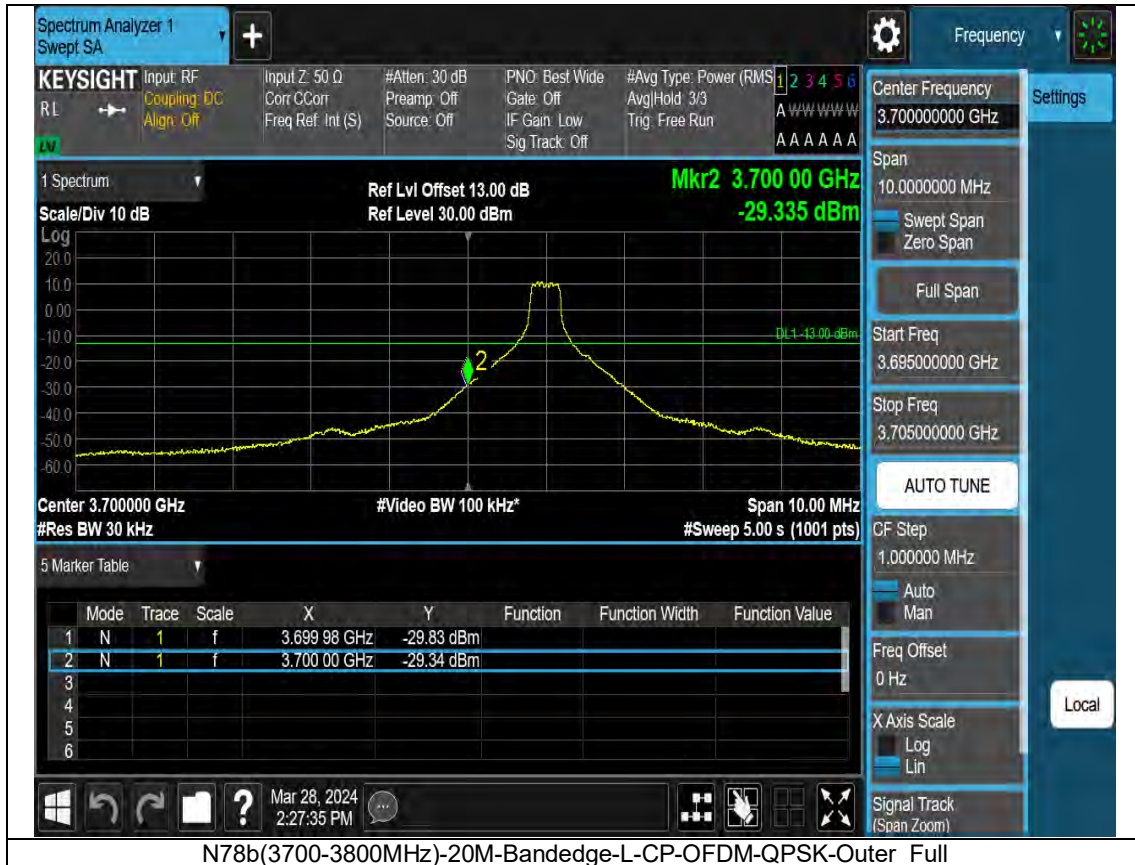 Spectrum Analyzer 1
Swept SA
Frequency
KEYSIGHT
RL
Input: RF
Coupling: DC
Align: Off
Input Z: 50 Ω
Corr CCorr
Freq Ref: Int (S)
#Atten: 30 dB
Preamp: Off
Source: Off
PNO: Best Wide
Gate: Off
IF Gain: Low
Sig Track: Off
#Avg Type: Power (RMS
Avg|Hold: 3/3
Trig: Free Run
1 2 3 4 5 6
A W W W W W
A A A A A A
1 Spectrum
Scale/Div 10 dB
Ref Lvl Offset 13.00 dB
Ref Level 30.00 dBm
Mkr2 3.700 00 GHz
-29.335 dBm
Log
20.0
10.0
0.00
-10.0
-20.0
-30.0
-40.0
-50.0
-60.0
DL1 -13.00 dBm
2
Center 3.700000 GHz
#Video BW 100 kHz*
Span 10.00 MHz
#Res BW 30 kHz
#Sweep 5.00 s (1001 pts)
5 Marker Table
Mode Trace Scale X Y Function Function Width Function Value
1 N 1 f 3.699 98 GHz -29.83 dBm
2 N 1 f 3.700 00 GHz -29.34 dBm
3
4
5
6
Center Frequency
3.700000000 GHz
Settings
Span
10.0000000 MHz
Swept Span
Zero Span
Full Span
Start Freq
3.695000000 GHz
Stop Freq
3.705000000 GHz
AUTO TUNE
CF Step
1.000000 MHz
Auto
Man
Freq Offset
0 Hz
X Axis Scale
Log
Lin
Local
Signal Track
(Span Zoom)
Mar 28, 2024
2:27:35 PM
N78b(3700-3800MHz)-20M-Bandedge-L-CP-OFDM-QPSK-Outer_Full